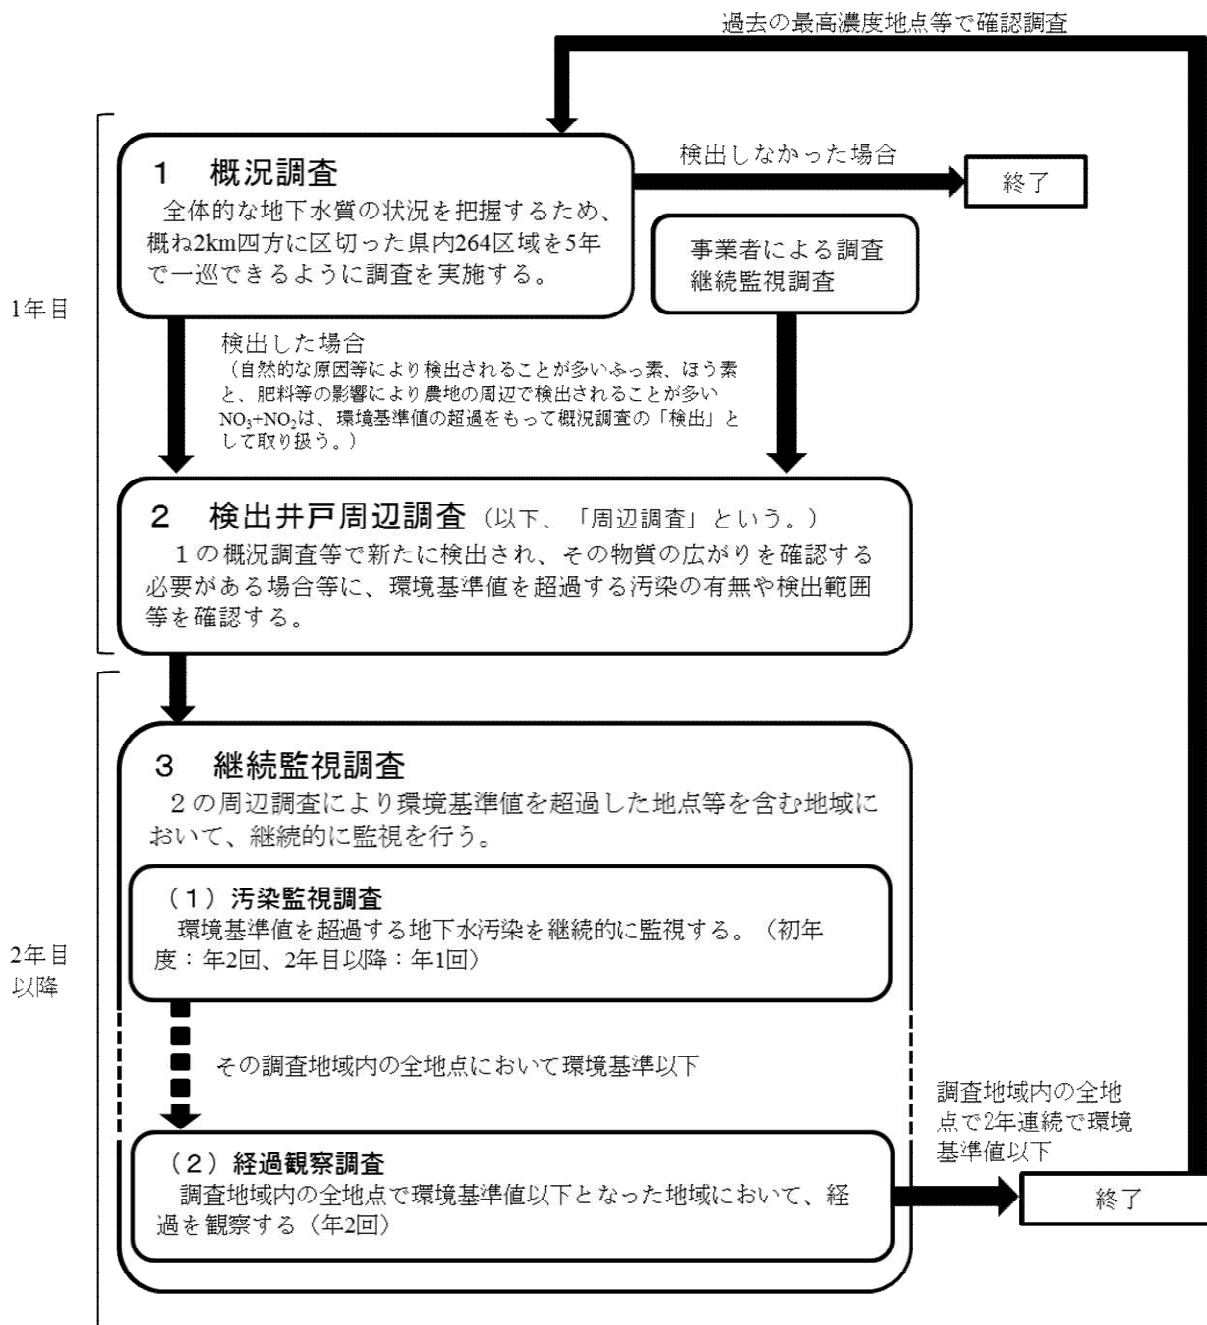 過去の最高濃度地点等で確認調査
1年目
1 概況調査
全体的な地下水質の状況を把握するため、
概ね2km四方に区切った県内264区域を5年
で一巡できるように調査を実施する。
検出しなかった場合
終了
事業者による調査
継続監視調査
検出した場合
（自然的な原因等により検出されることが多いふっ素、ほう素
と、肥料等の影響により農地の周辺で検出されることが多い
NO₃+NO₂は、環境基準値の超過をもって概況調査の「検出」と
して取り扱う。）
2 検出井戸周辺調査（以下、「周辺調査」という。）
1の概況調査等で新たに検出され、その物質の広がりを確認する
必要がある場合等に、環境基準値を超過する汚染の有無や検出範囲
等を確認する。
2年目
以降
3 継続監視調査
2の周辺調査により環境基準値を超過した地点等を含む地域に
おいて、継続的に監視を行う。
（1）汚染監視調査
環境基準値を超過する地下水汚染を継続的に監視する。（初年
度：年2回、2年目以降：年1回）
その調査地域内の全地点において環境基準以下
（2）経過観察調査
調査地域内の全地点で環境基準値以下となった地域において、経
過を観察する（年2回）
調査地域内の全地
点で2年連続で環境
基準値以下
終了